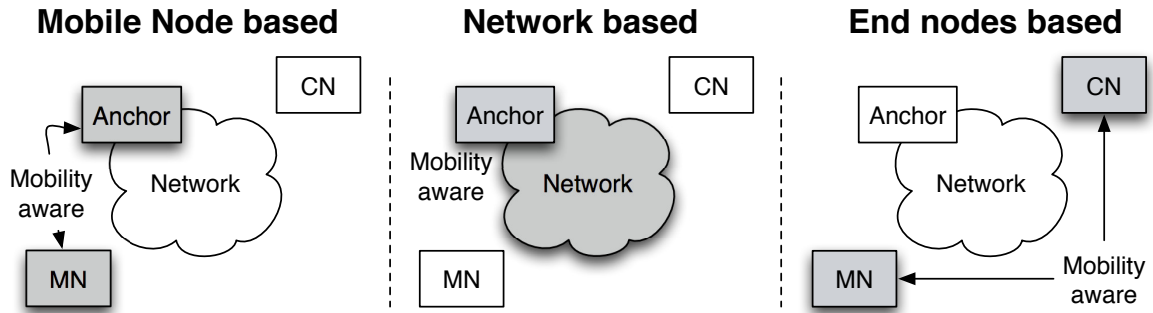 Mobile Node based
CN
Anchor
Network
Mobility
aware
MN
Network based
CN
Anchor
Mobility
aware
Network
MN
End nodes based
CN
Anchor
Network
MN
Mobility
aware